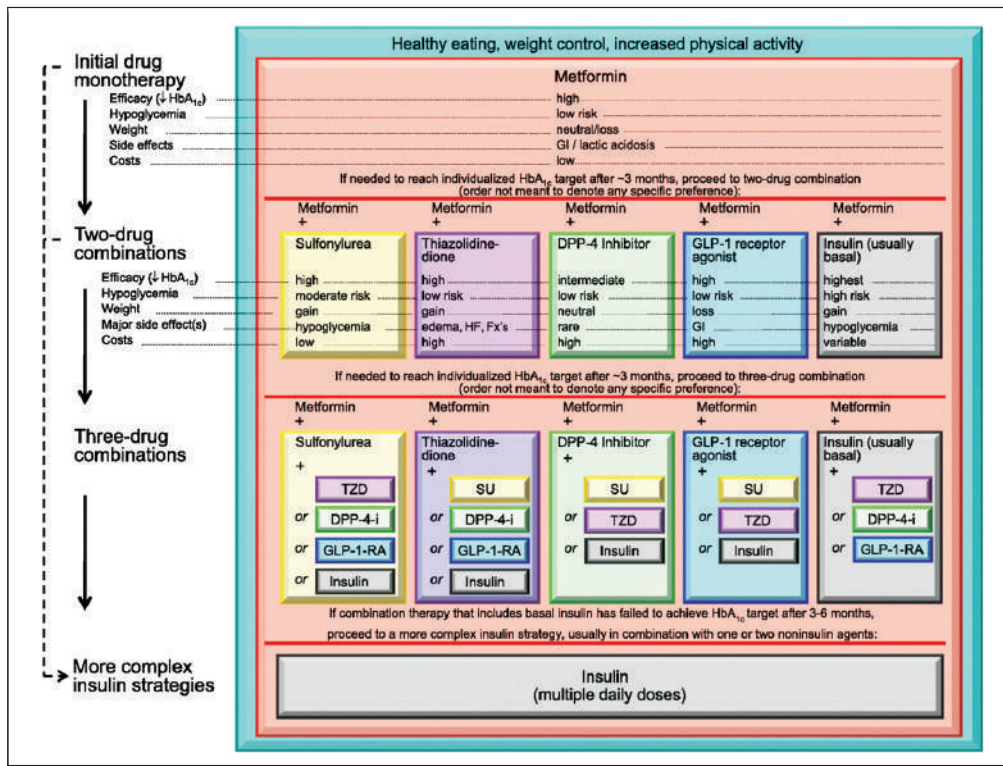 Healthy eating, weight control, increased physical activity
Initial drug
monotherapy
Metformin
Efficacy (↓ HbA1c) high
Hypoglycemia low risk
Weight neutral/loss
Side effects GI / lactic acidosis
Costs low
If needed to reach individualized HbA1c target after ~3 months, proceed to two-drug combination
(order not meant to denote any specific preference):
Metformin Metformin Metformin Metformin Metformin
+ + + + +
Two-drug
combinations
Sulfonylurea Thiazolidine- DPP-4 Inhibitor GLP-1 receptor Insulin (usually
dione agonist basal)
Efficacy (↓ HbA1c) high high intermediate high highest
Hypoglycemia moderate risk low risk low risk low risk high risk
Weight gain gain neutral loss gain
Major side effect(s) hypoglycemia edema, HF, Fx's rare GI hypoglycemia
Costs low high high high variable
If needed to reach individualized HbA1c target after ~3 months, proceed to three-drug combination
(order not meant to denote any specific preference):
Metformin Metformin Metformin Metformin Metformin
+ + + + +
Three-drug
combinations
Sulfonylurea Thiazolidine- DPP-4 Inhibitor GLP-1 receptor Insulin (usually
dione agonist basal)
+ + + + +
TZD SU SU SU TZD
or DPP-4-i or DPP-4-i or TZD or TZD or DPP-4-i
or GLP-1-RA or GLP-1-RA or Insulin or Insulin or GLP-1-RA
or Insulin or Insulin
If combination therapy that includes basal insulin has failed to achieve HbA1c target after 3-6 months,
proceed to a more complex insulin strategy, usually in combination with one or two noninsulin agents:
More complex
insulin strategies
Insulin
(multiple daily doses)